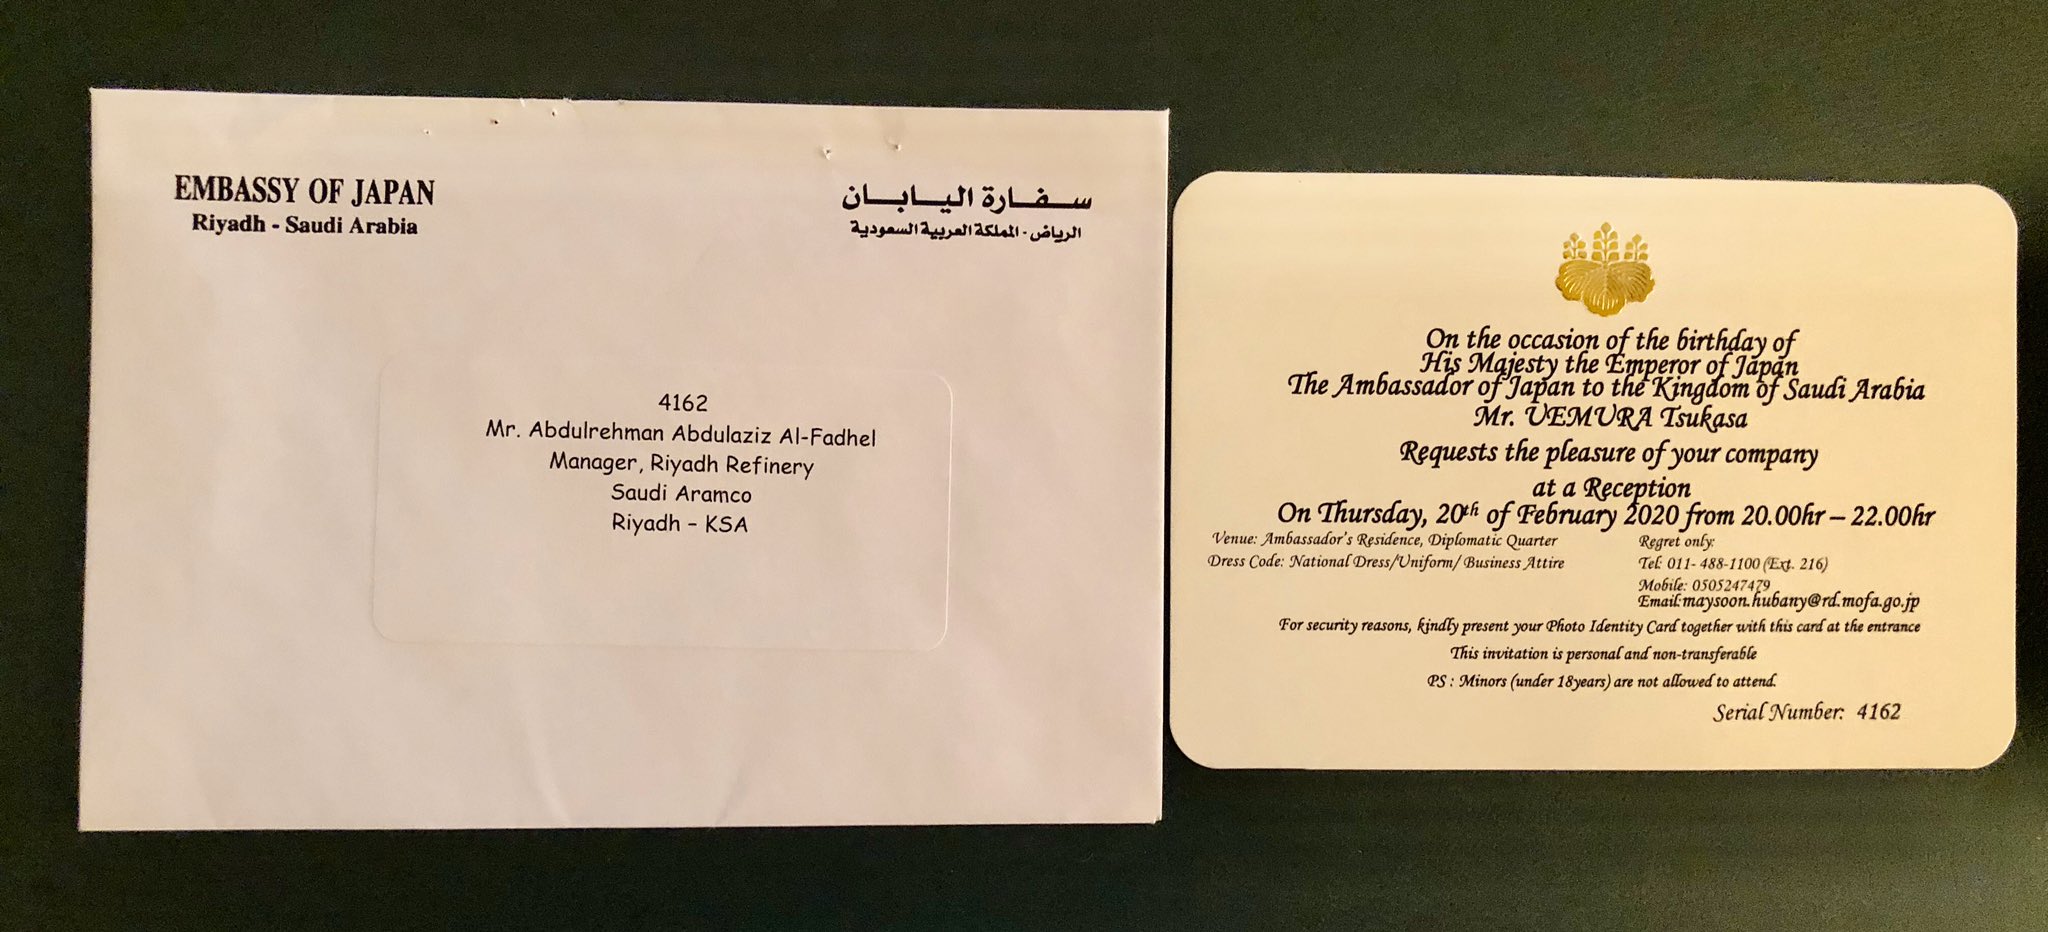 EMBASSY OF JAPAN
Riyadh - Saudi Arabia
سفارة اليابان
الرياض - المملكة العربية السعودية
4162
Mr. Abdulrehman Abdulaziz Al-Fadhel
Manager, Riyadh Refinery
Saudi Aramco
Riyadh – KSA
On the occasion of the birthday of
His Majesty the Emperor of Japan
The Ambassador of Japan to the Kingdom of Saudi Arabia
Mr. UEMURA Tsukasa
Requests the pleasure of your company
at a Reception
On Thursday, 20th of February 2020 from 20.00hr – 22.00hr
Venue: Ambassador's Residence, Diplomatic Quarter
Dress Code: National Dress/Uniform/ Business Attire
Regret only:
Tel: 011- 488-1100 (Ext. 216)
Mobile: 0505247479
Email:maysoon.hubany@rd.mofa.go.jp
For security reasons, kindly present your Photo Identity Card together with this card at the entrance
This invitation is personal and non-transferable
PS : Minors (under 18years) are not allowed to attend.
Serial Number: 4162